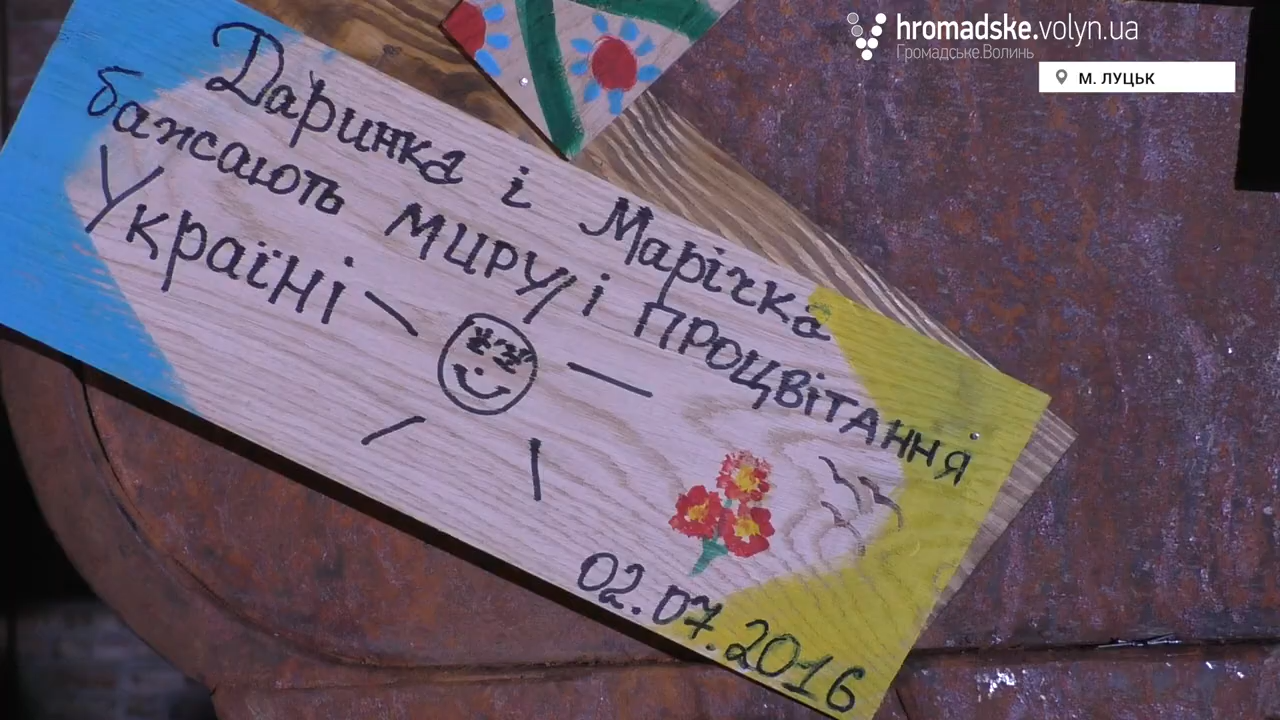 hromadske.volyn.ua
Громадське.Волинь
М. ЛУЦЬК
Даринка і Марічка
бажають миру і процвітання
Україні
02.07.2016